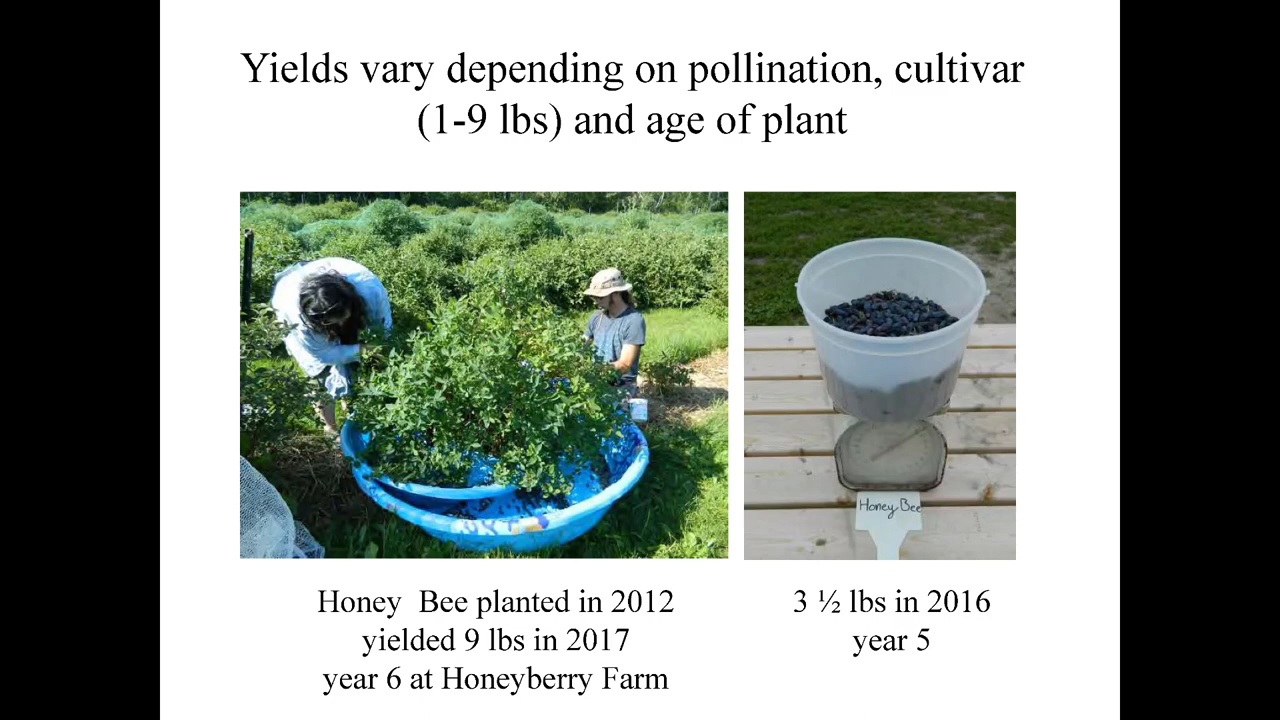 Yields vary depending on pollination, cultivar
(1-9 lbs) and age of plant
Honey Bee
Honey  Bee planted in 2012
yielded 9 lbs in 2017
year 6 at Honeyberry Farm
3 ½ lbs in 2016
year 5